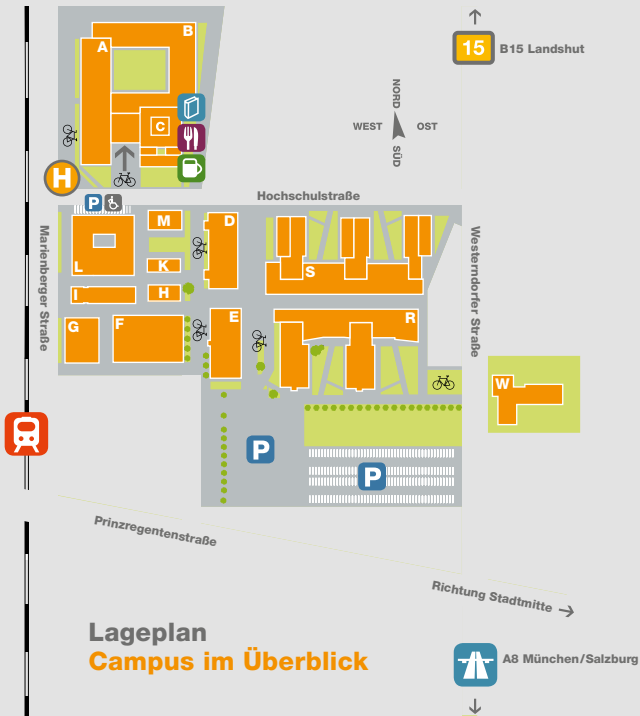 15
B15 Landshut
NORD
WEST
OST
SÜD
A
B
C
H
P
Hochschulstraße
Marienberger Straße
Westerndorfer Straße
M
D
L
K
S
I
H
G
F
E
R
W
P
P
Prinzregentenstraße
Richtung Stadtmitte
Lageplan
Campus im Überblick
A8 München/Salzburg